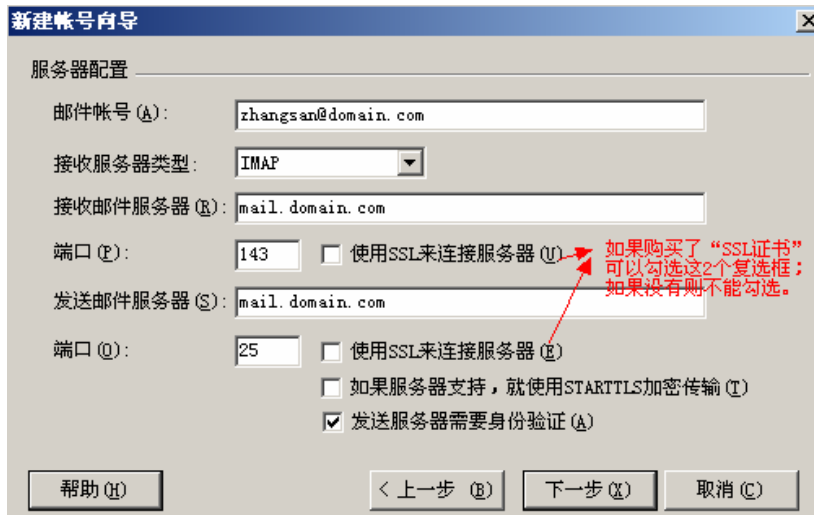 新建帐号向导
服务器配置
邮件帐号(A):
zhangsan@domain.com
接收服务器类型:
IMAP
接收邮件服务器(R):
mail.domain.com
端口(P):
143
使用SSL来连接服务器(U)
如果购买了“SSL证书”
可以勾选这2个复选框;
如果没有则不能勾选。
发送邮件服务器(S):
mail.domain.com
端口(O):
25
使用SSL来连接服务器(E)
如果服务器支持,就使用STARTTLS加密传输(T)
发送服务器需要身份验证(A)
帮助(H)
<上一步 (B)
下一步(X)
取消(C)